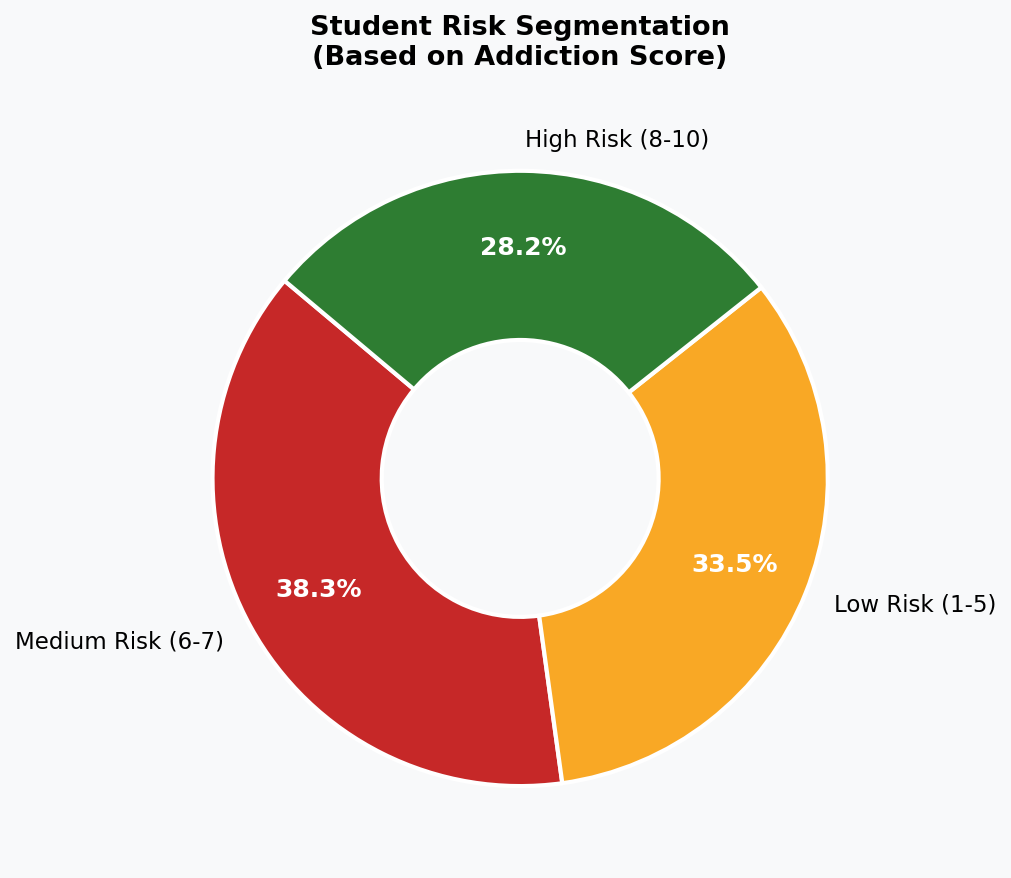 Student Risk Segmentation
(Based on Addiction Score)
High Risk (8-10)
28.2%
33.5%
Low Risk (1-5)
38.3%
Medium Risk (6-7)